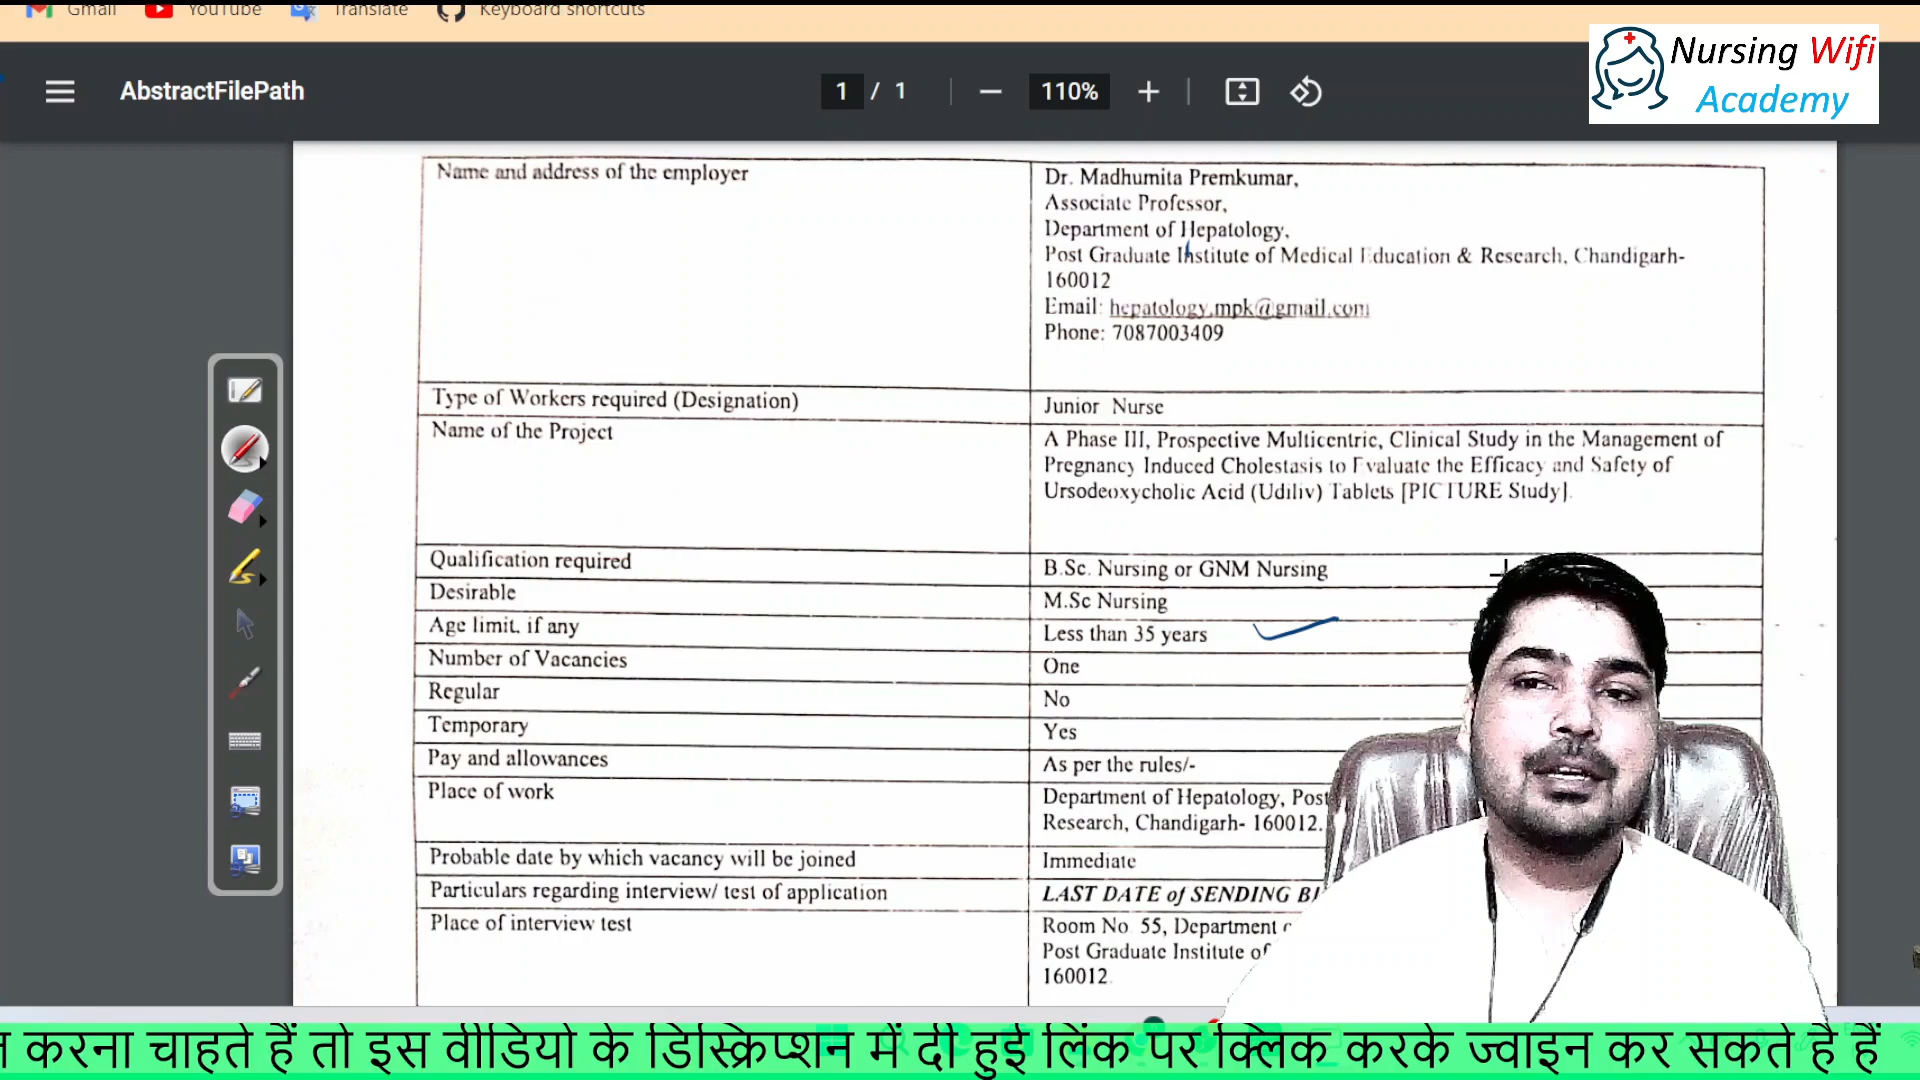 Gmail YouTube Translate Keyboard shortcuts
AbstractFilePath 1 / 1 110%
Nursing Wifi
Academy
Name and address of the employer
Dr. Madhumita Premkumar,
Associate Professor,
Department of Hepatology,
Post Graduate Institute of Medical Education & Research, Chandigarh-
160012
Email: hepatology.mpk@gmail.com
Phone: 7087003409
Type of Workers required (Designation) Junior Nurse
Name of the Project
A Phase III, Prospective Multicentric, Clinical Study in the Management of
Pregnancy Induced Cholestasis to Evaluate the Efficacy and Safety of
Ursodeoxycholic Acid (Udiliv) Tablets [PICTURE Study].
Qualification required B.Sc. Nursing or GNM Nursing
Desirable M.Sc Nursing
Age limit, if any Less than 35 years
Number of Vacancies One
Regular No
Temporary Yes
Pay and allowances As per the rules/-
Place of work
Department of Hepatology, Post
Research, Chandigarh- 160012.
Probable date by which vacancy will be joined Immediate
Particulars regarding interview/ test of application LAST DATE of SENDING
Place of interview test
Room No 55, Department
Post Graduate Institute of
160012
करना चाहते हैं तो इस वीडियो के डिस्क्रिप्शन में दी हुई लिंक पर क्लिक करके ज्वाइन कर सकते है हैं